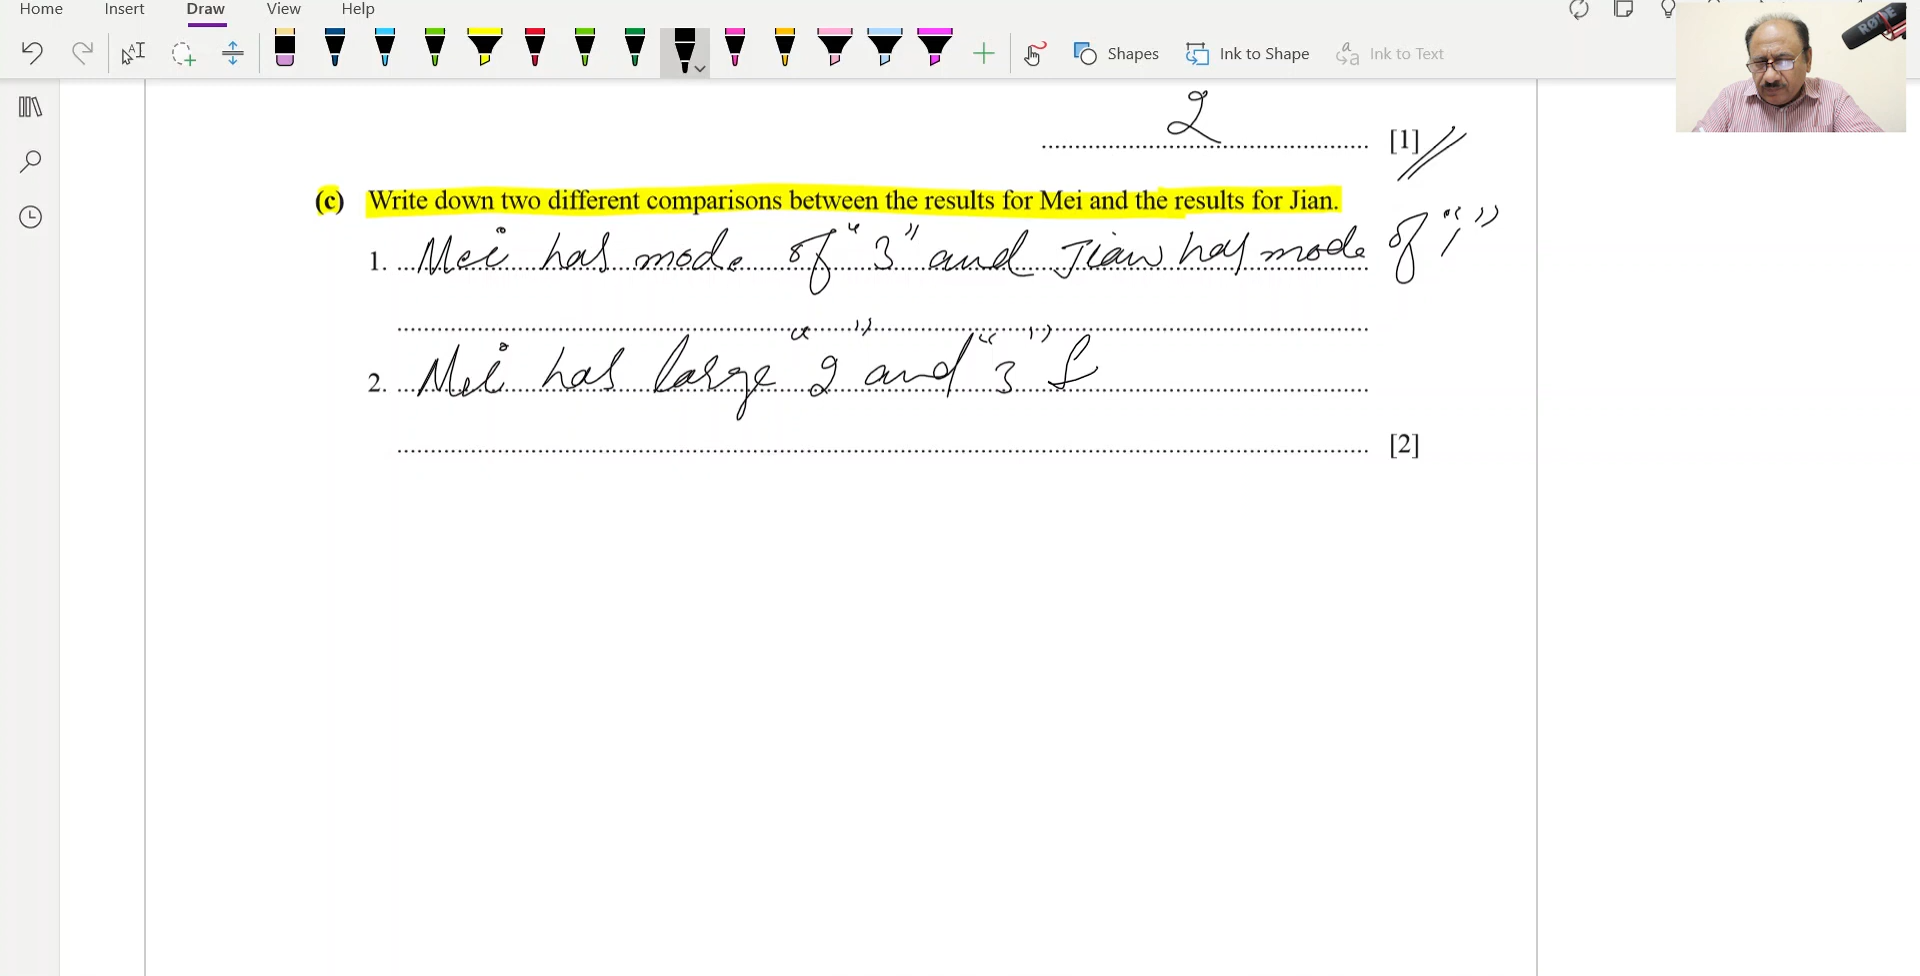 Home Insert Draw View Help
Shapes Ink to Shape Ink to Text
RØDE
2
[1]
(c) Write down two different comparisons between the results for Mei and the results for Jian.
1. Mei has mode of "3" and Jian has mode of "1"
2. Mei has large "2" and "3" f
[2]